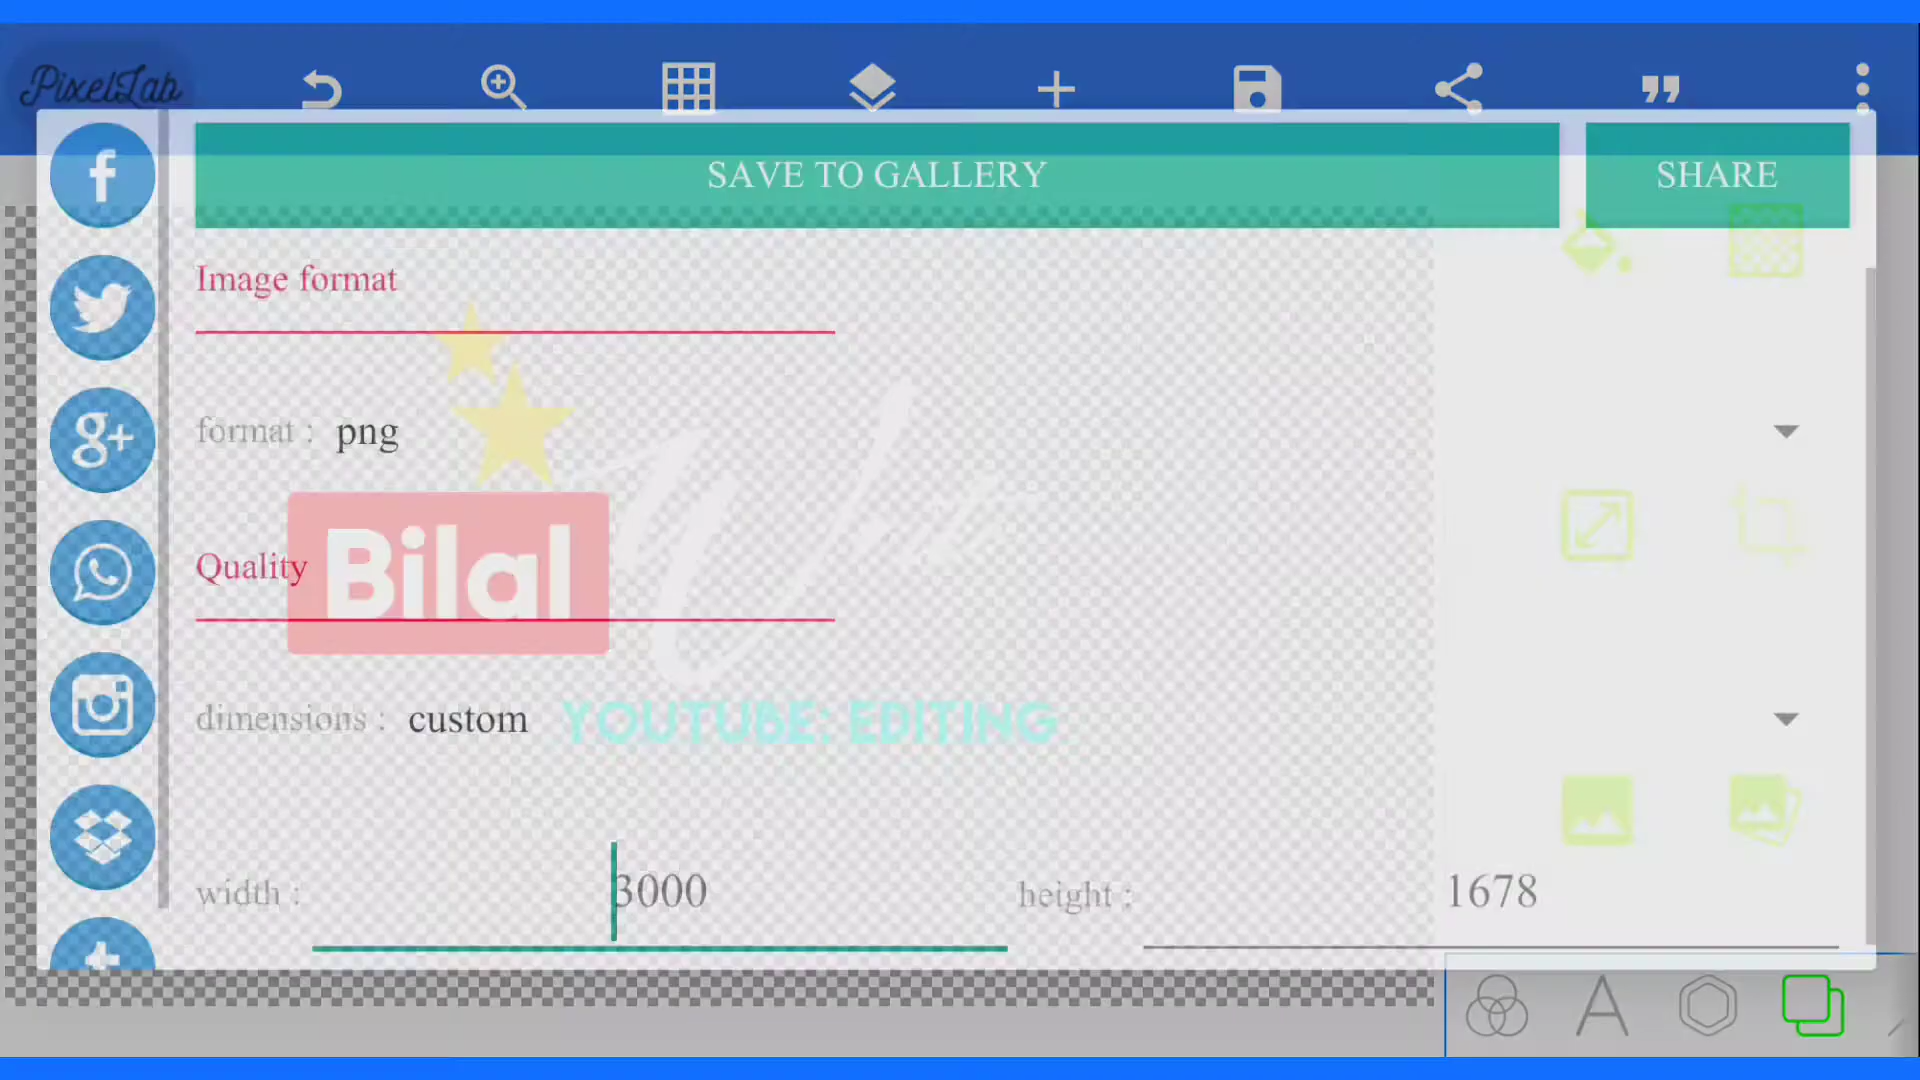 PixelLab
SAVE TO GALLERY
SHARE
Image format
format : png
Quality
Bilal
dimensions : custom
YOUTUBE: EDITING
width : 3000
height : 1678